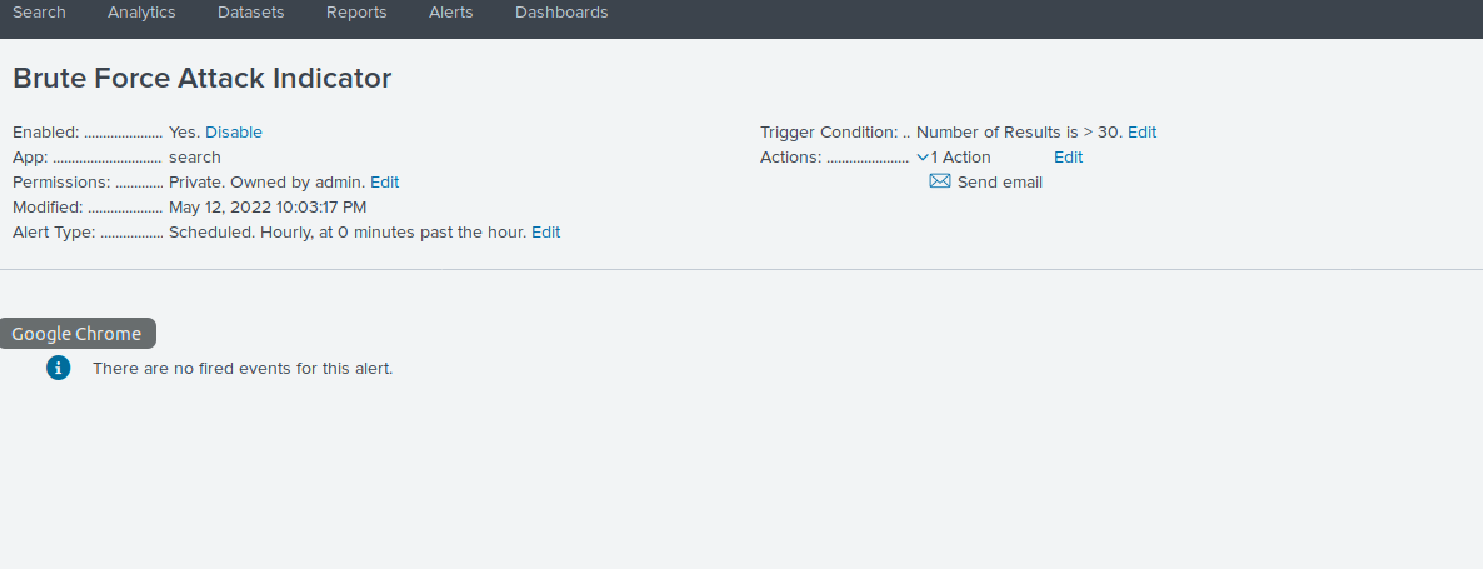 Search Analytics Datasets Reports Alerts Dashboards
Brute Force Attack Indicator
Enabled: ..................... Yes. Disable
App: ............................. search
Permissions: ............. Private. Owned by admin. Edit
Modified: .................... May 12, 2022 10:03:17 PM
Alert Type: ................. Scheduled. Hourly, at 0 minutes past the hour. Edit
Trigger Condition: .. Number of Results is > 30. Edit
Actions: ...................... 1 Action Edit
Send email
Google Chrome
There are no fired events for this alert.